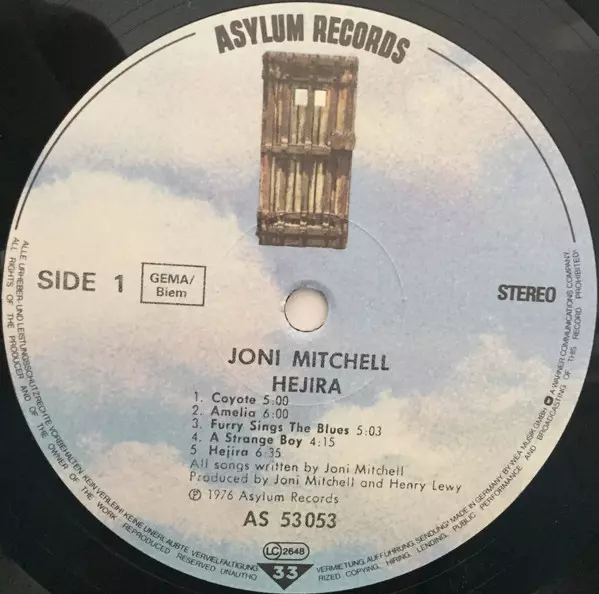 ASYLUM RECORDS
SIDE 1
GEMA/
Biem
STEREO
JONI MITCHELL
HEJIRA
1. Coyote 5:00
2. Amelia 6:00
3. Furry Sings The Blues 5:03
4. A Strange Boy 4:15
5 Hejira 6:35
All songs written by Joni Mitchell
Produced by Joni Mitchell and Henry Lewy
Ⓟ 1976 Asylum Records
AS 53053
LC 2648
33
ALLE URHEBER- UND LEISTUNGSSCHUTZRECHTE VORBEHALTEN. KEIN VERLEIH! KEINE UNERLAUBTE VERVIELFÄLTIGUNG, VERMIETUNG, AUFFÜHRUNG, SENDUNG! MADE IN GERMANY BY WEA MUSIK GMBH A WARNER COMMUNICATIONS COMPANY.
ALL RIGHTS OF THE PRODUCER AND OF THE OWNER OF THE WORK REPRODUCED RESERVED. UNAUTHORIZED COPYING, HIRING, LENDING, PUBLIC PERFORMANCE AND BROADCASTING OF THIS RECORD PROHIBITED!